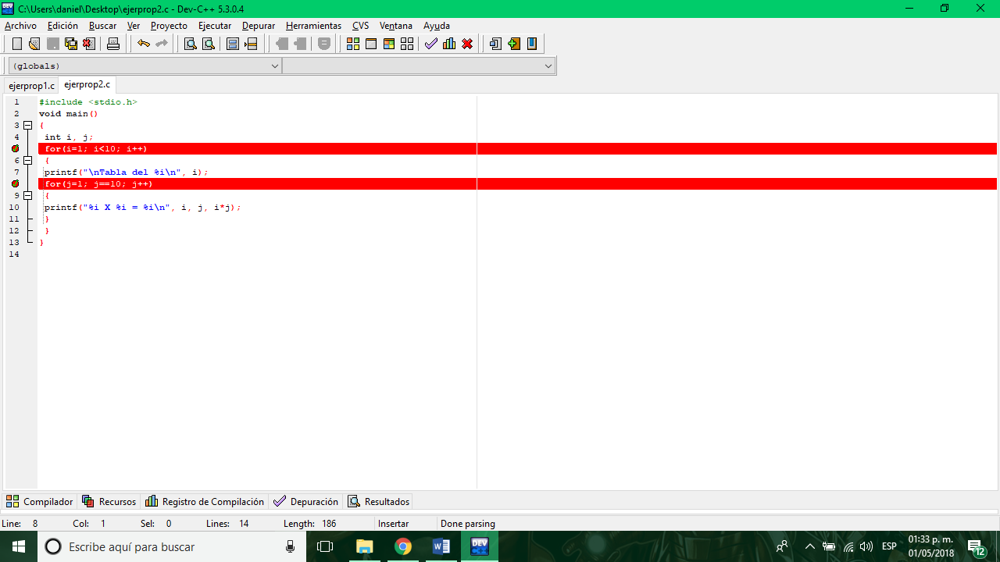 C:\Users\daniel\Desktop\ejerprop2.c - Dev-C++ 5.3.0.4
Archivo Edición Buscar Ver Proyecto Ejecutar Depurar Herramientas CVS Ventana Ayuda
(globals)
ejerprop1.c ejerprop2.c
1 #include <stdio.h>
2 void main()
3 {
4 int i, j;
for(i=1; i<10; i++)
6 {
7 printf("\nTabla del %i\n", i);
for(j=1; j==10; j++)
9 {
10 printf("%i X %i = %i\n", i, j, i*j);
11 }
12 }
13 }
14
Compilador Recursos Registro de Compilación Depuración Resultados
Line: 8 Col: 1 Sel: 0 Lines: 14 Length: 186 Insertar Done parsing
Escribe aquí para buscar
ESP
01:33 p. m.
01/05/2018
12